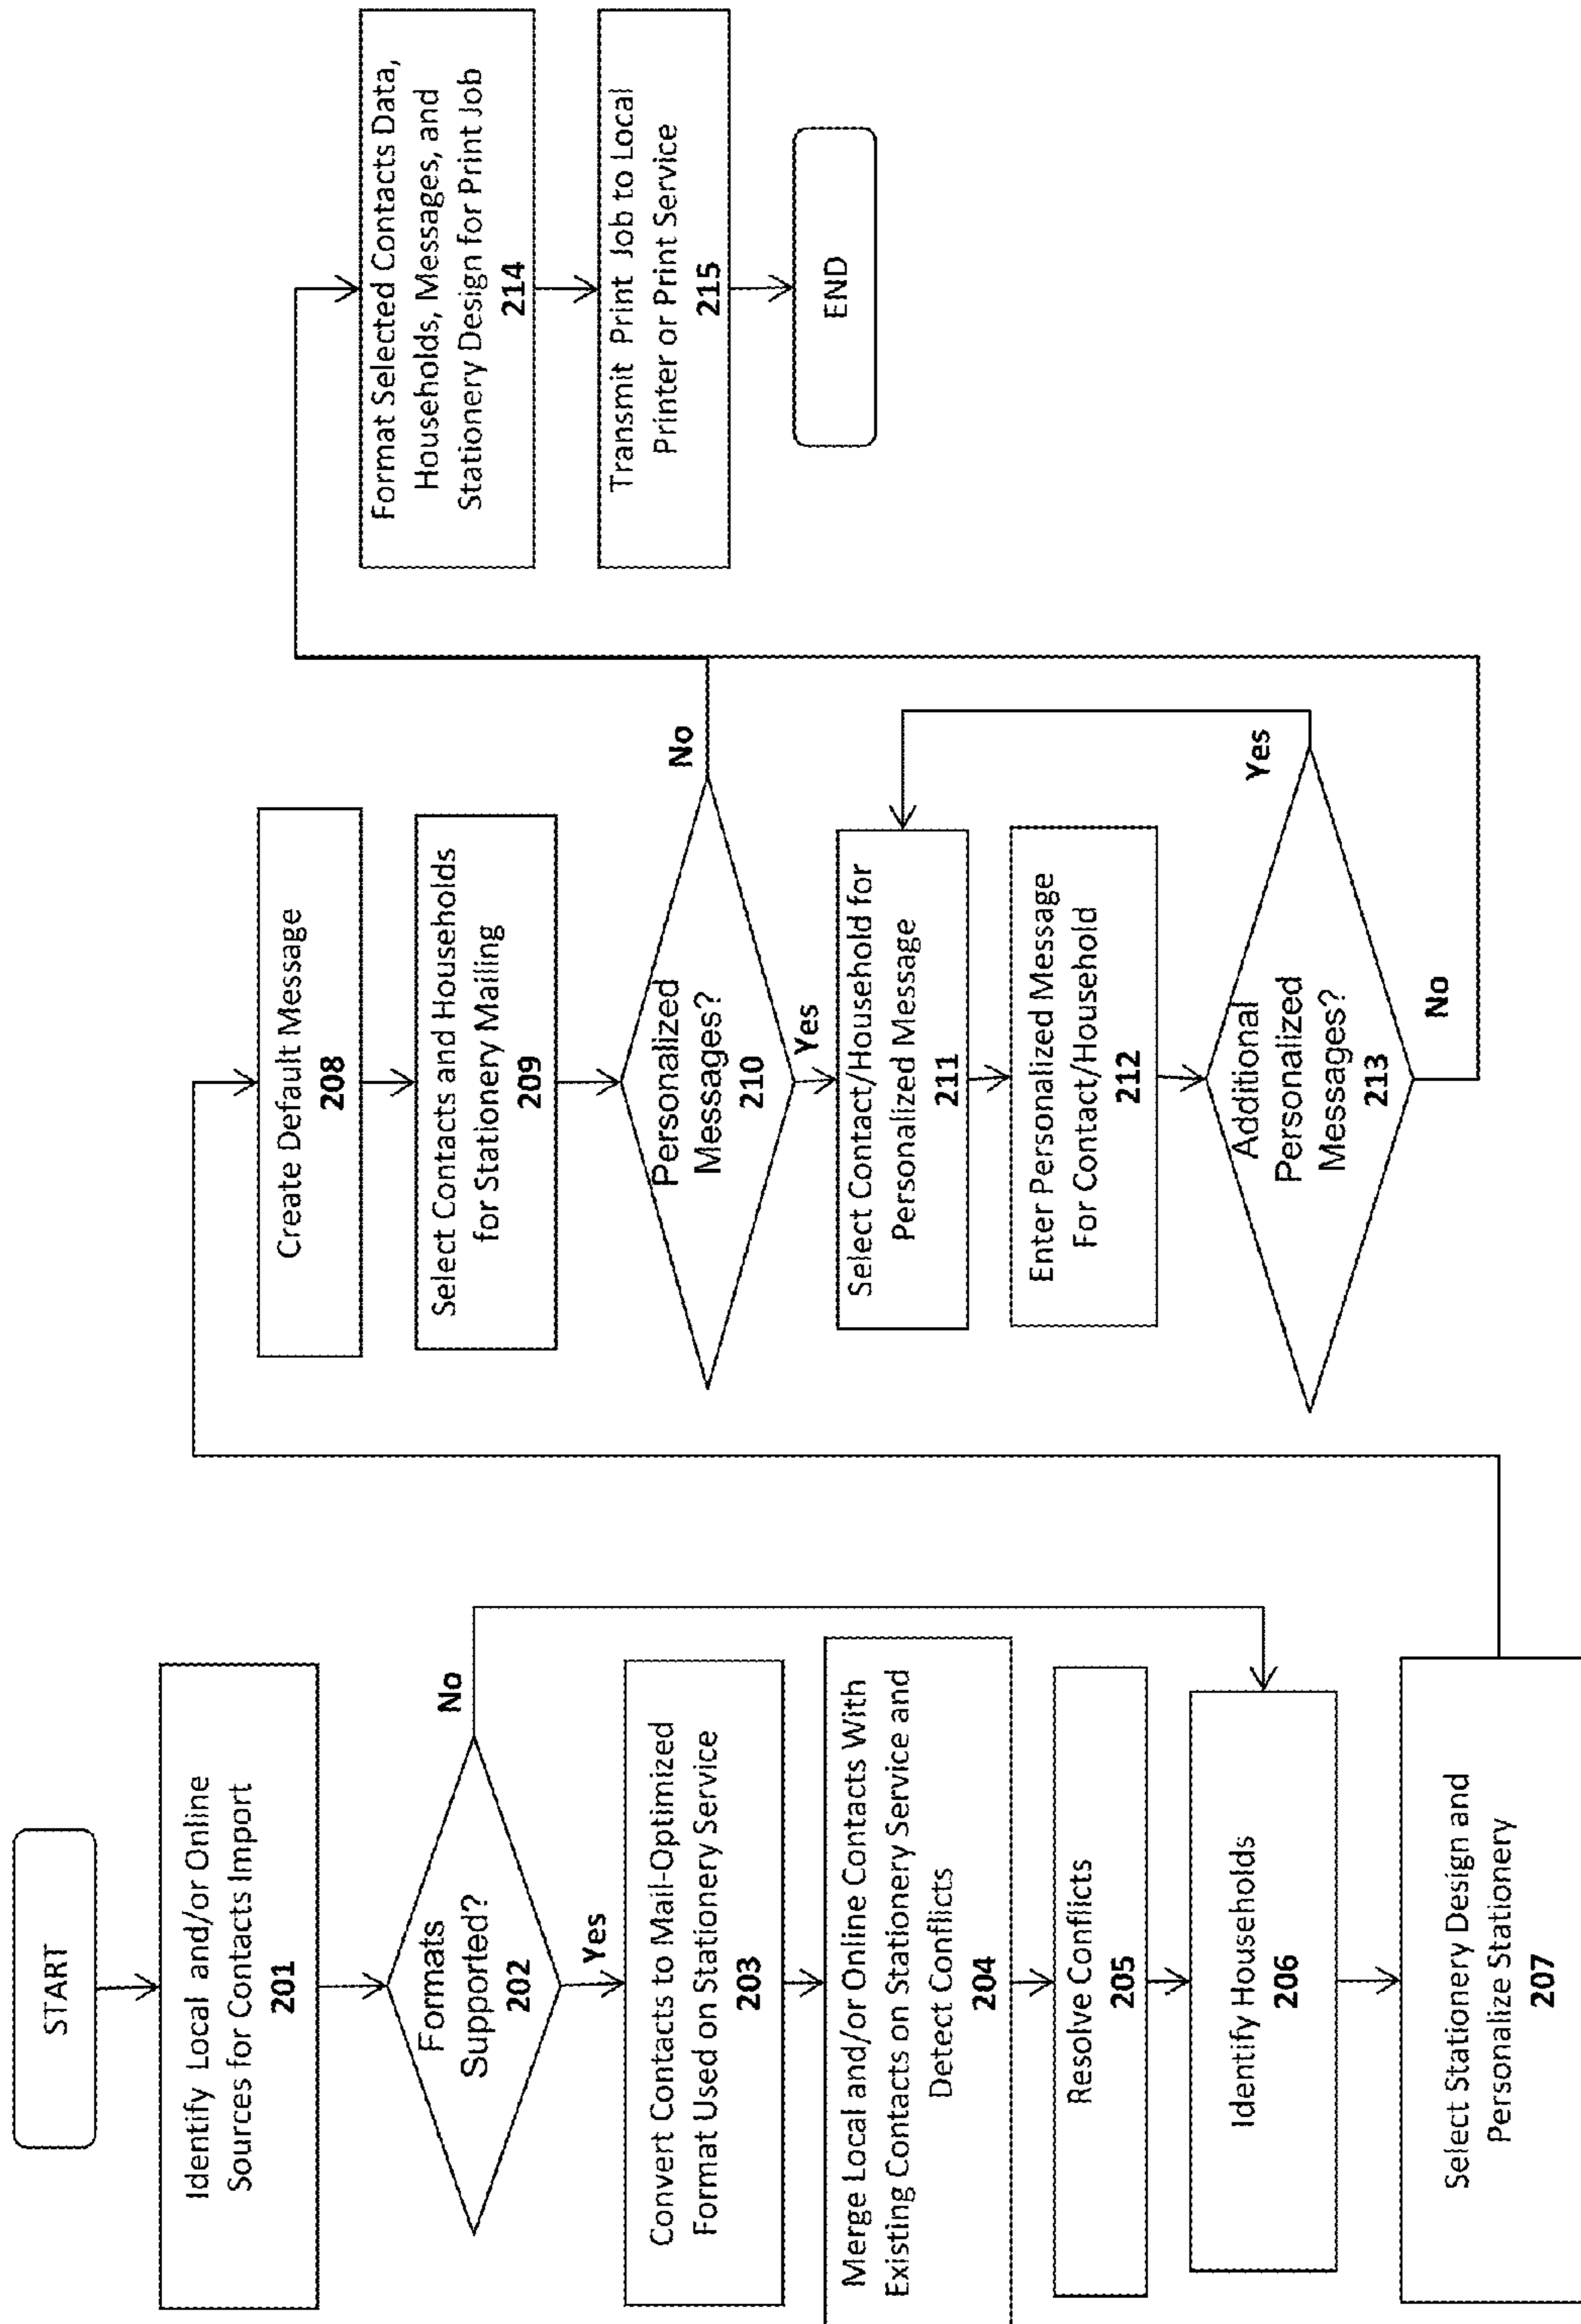 START
Identify Local and/or Online
Sources for Contacts Import
201
Formats
Supported?
202
No
Yes
Convert Contacts to Mail-Optimized
Format Used on Stationery Service
203
Merge Local and/or Online Contacts With
Existing Contacts on Stationery Service and
Detect Conflicts
204
Resolve Conflicts
205
Identify Households
206
Select Stationery Design and
Personalize Stationery
207
Create Default Message
208
Select Contacts and Households
for Stationery Mailing
209
Personalized
Messages?
210
No
Yes
Select Contact/Household for
Personalized Message
211
Enter Personalized Message
For Contact/Household
212
Additional
Personalized
Messages?
213
Yes
No
Format Selected Contacts Data,
Households, Messages, and
Stationery Design for Print Job
214
Transmit Print Job to Local
Printer or Print Service
215
END